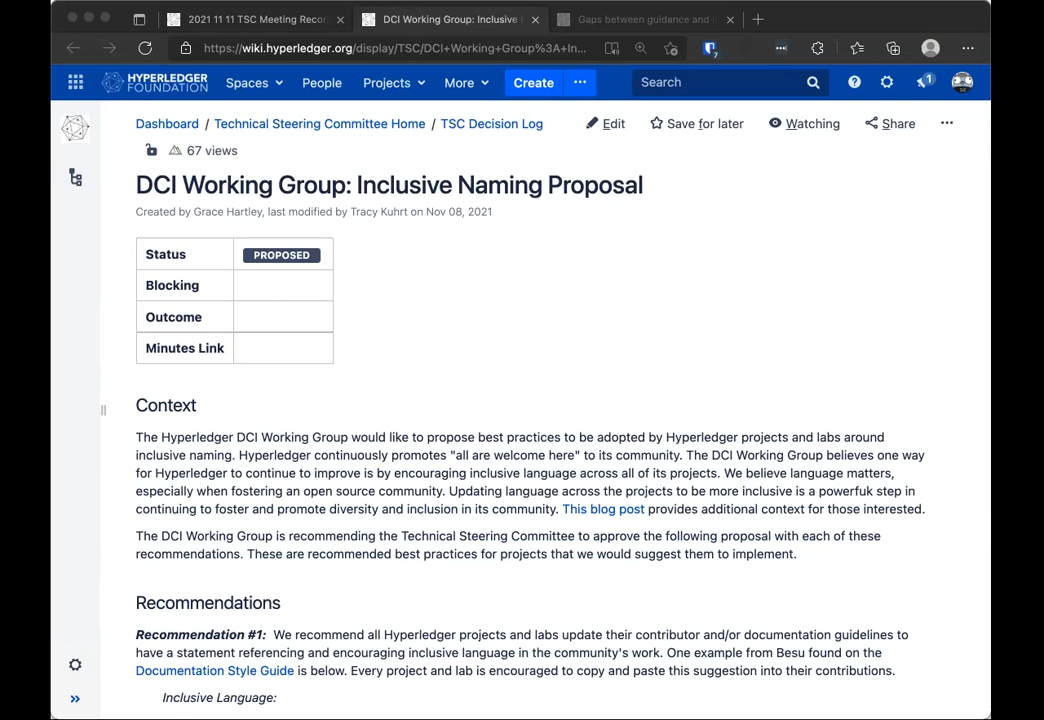 2021 11 11 TSC Meeting Recor
DCI Working Group: Inclusive
Gaps between guidance and
https://wiki.hyperledger.org/display/TSC/DCI+Working+Group%3A+In...
7
HYPERLEDGER
FOUNDATION
Spaces
People
Projects
More
Create
Search
1
Dashboard / Technical Steering Committee Home / TSC Decision Log
Edit
Save for later
Watching
Share
67 views
DCI Working Group: Inclusive Naming Proposal
Created by Grace Hartley, last modified by Tracy Kuhrt on Nov 08, 2021
Status PROPOSED
Blocking
Outcome
Minutes Link
Context
The Hyperledger DCI Working Group would like to propose best practices to be adopted by Hyperledger projects and labs around
inclusive naming. Hyperledger continuously promotes "all are welcome here" to its community. The DCI Working Group believes one way
for Hyperledger to continue to improve is by encouraging inclusive language across all of its projects. We believe language matters,
especially when fostering an open source community. Updating language across the projects to be more inclusive is a powerfuk step in
continuing to foster and promote diversity and inclusion in its community. This blog post provides additional context for those interested.
The DCI Working Group is recommending the Technical Steering Committee to approve the following proposal with each of these
recommendations. These are recommended best practices for projects that we would suggest them to implement.
Recommendations
Recommendation #1: We recommend all Hyperledger projects and labs update their contributor and/or documentation guidelines to
have a statement referencing and encouraging inclusive language in the community's work. One example from Besu found on the
Documentation Style Guide is below. Every project and lab is encouraged to copy and paste this suggestion into their contributions.
Inclusive Language: